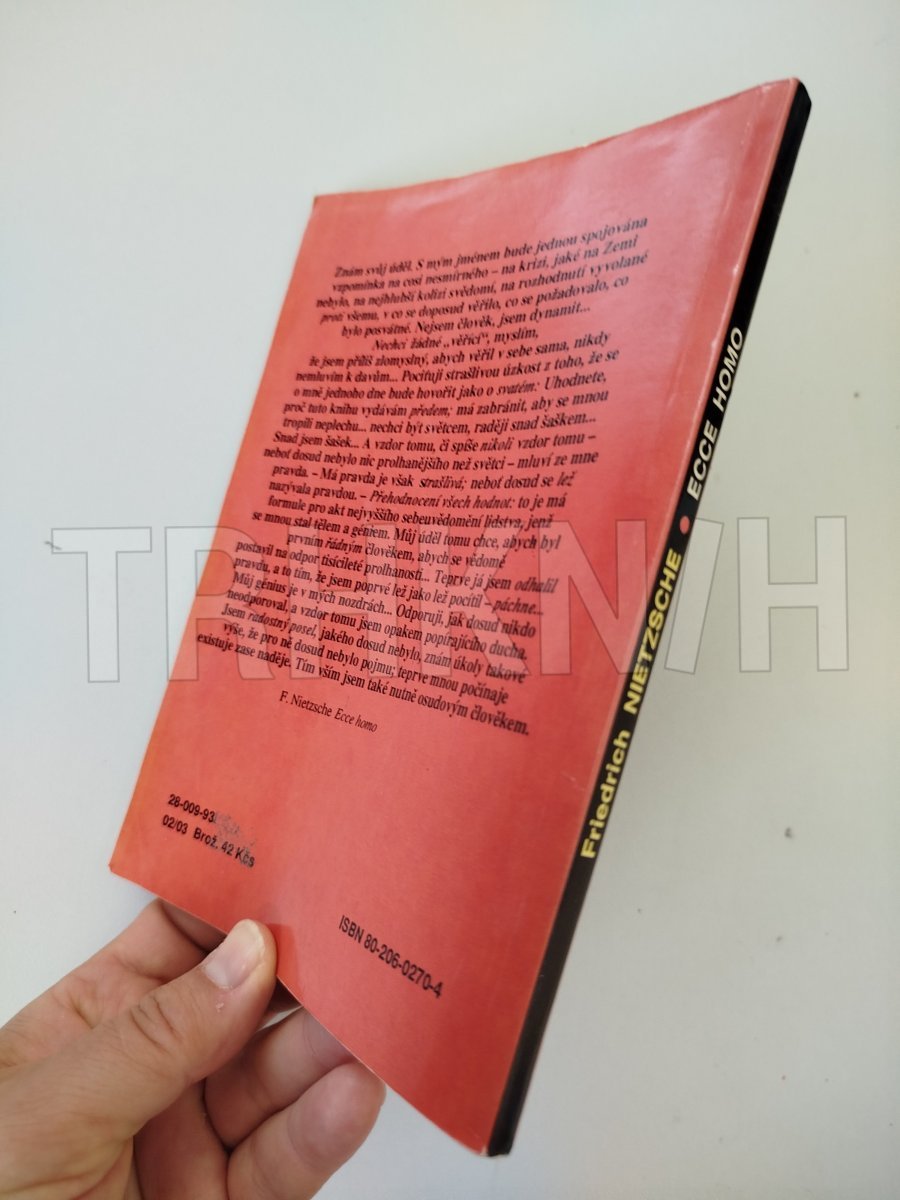 Znám svůj úděl. S mým jménem bude jednou spojována
vzpomínka na cosi nesmírného – na krizi, jaké na Zemi
nebylo, na nejhlubší kolizi svědomí, na rozhodnutí vyvolané
proti všemu, v co se doposud věřilo, co se požadovalo, co
bylo posvátné. Nejsem člověk, jsem dynamit...
Nechci žádné „věřící“, myslím,
že jsem příliš zlomyslný, abych věřil v sebe sama, nikdy
nemluvím k davům... Pociťuji strašlivou úzkost z toho, že se
o mně jednoho dne bude hovořit jako o svatém: Uhodnete,
proč tuto knihu vydávám předem; má zabránit, aby se mnou
tropili neplechu... nechci být světcem, raději snad šaškem...
Snad jsem šašek... A vzdor tomu, či spíše nikoli vzdor tomu –
neboť dosud nebylo nic prolhanějšího než světci – mluví ze mne
pravda. – Má pravda je však strašlivá; neboť dosud se lež
nazývala pravdou. – Přehodnocení všech hodnot: to je má
formule pro akt nejvyššího sebeuvědomění lidstva, jenž
se mnou stal tělem a géniem. Můj úděl tomu chce, abych byl
prvním řádným člověkem, abych se vědomě
postavil na odpor tisícileté prolhanosti... Teprve já jsem odhalil
pravdu, a to tím, že jsem poprvé lež jako lež pocítil – páchne...
Můj génius je v mých nozdrách... Odporuji, jak dosud nikdo
neodporoval, a vzdor tomu jsem opakem popírajícího ducha.
Jsem radostný posel, jakého dosud nebylo, znám úkoly takové
výše, že pro ně dosud nebylo pojmu; teprve mnou počínaje
existuje zase naděje. Tím vším jsem také nutně osudovým člověkem.
F. Nietzsche Ecce homo
28-009-93
02/03 Brož. 42 Kčs
ISBN 80-206-0270-4
Friedrich NIETZSCHE • ECCE HOMO
TRHKNIH